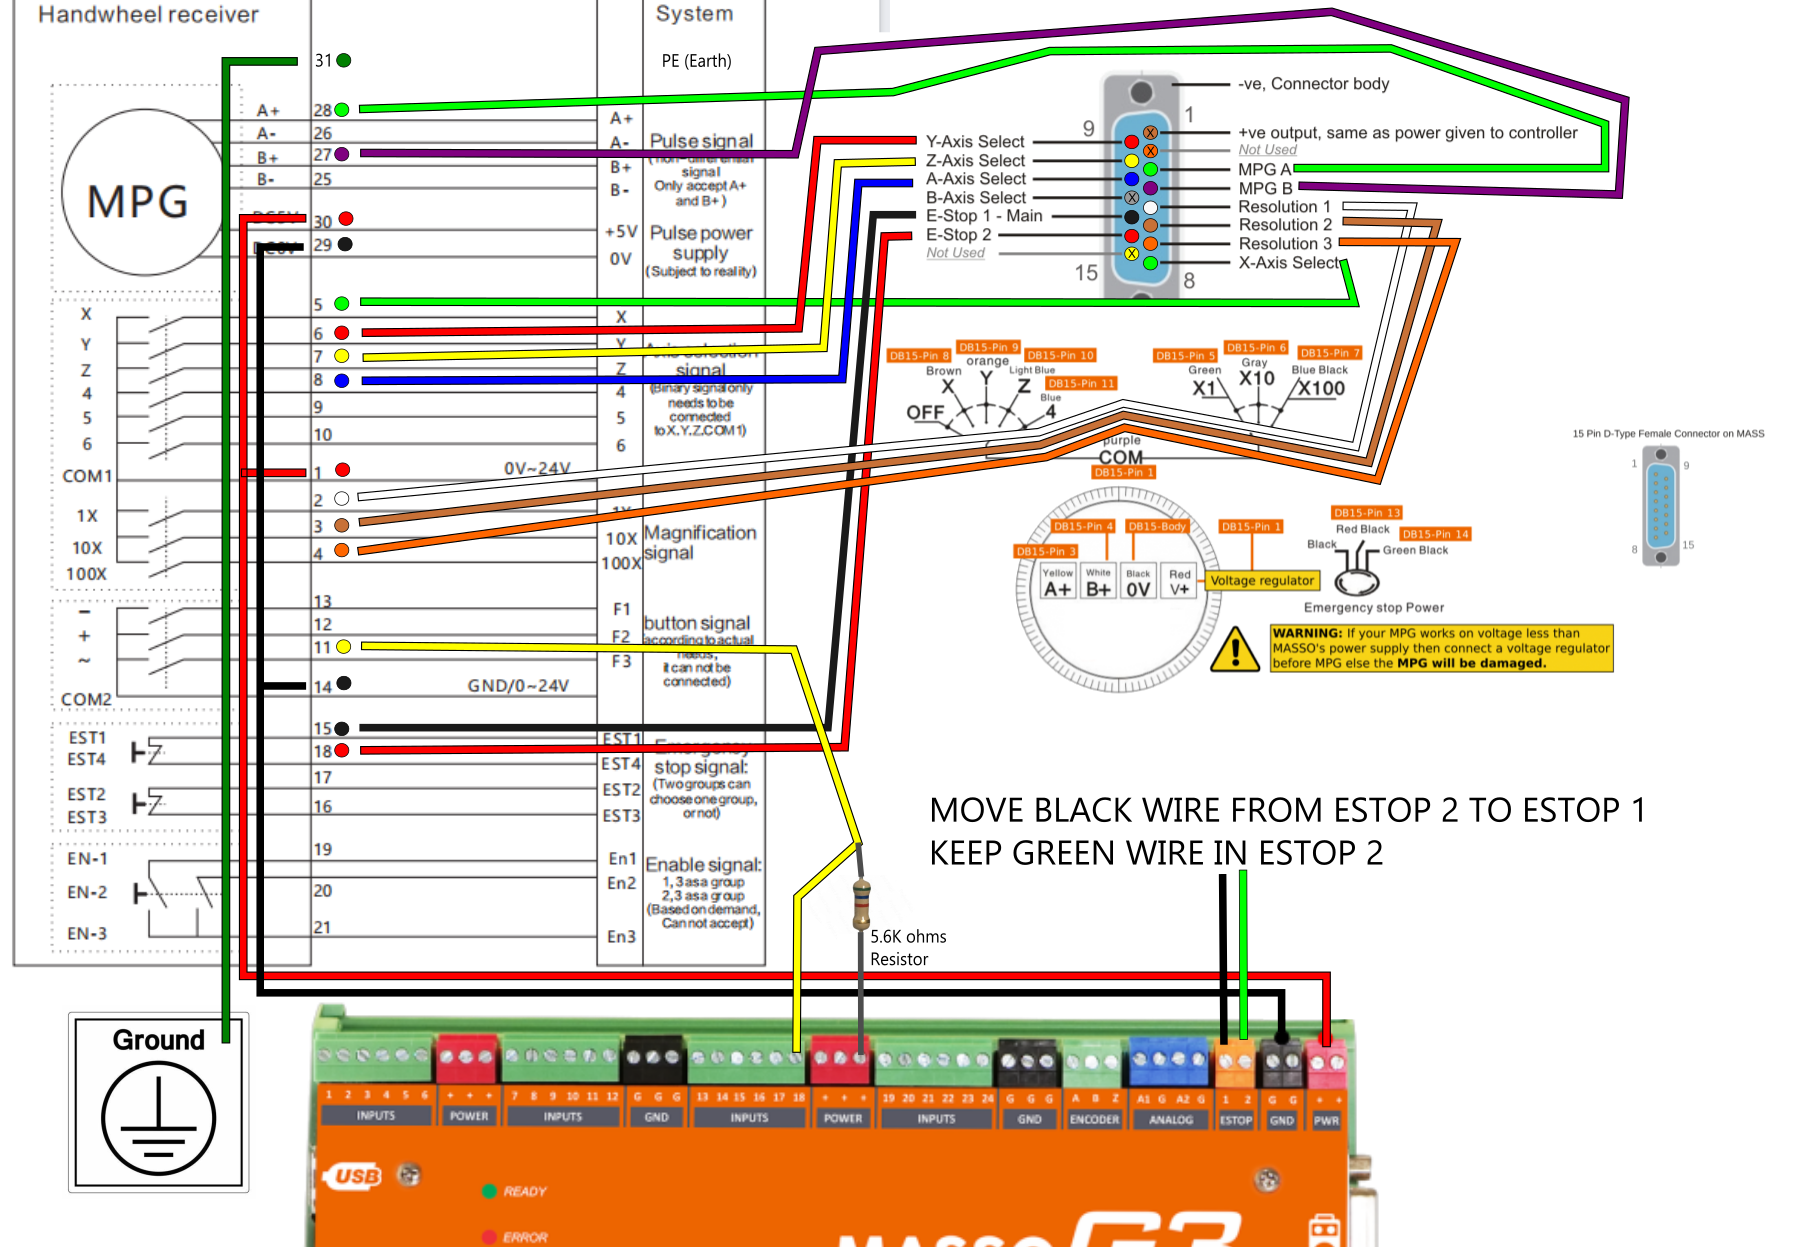 Handwheel receiver
System
31
PE (Earth)
A+
28
A-
26
B+
27
B-
25
MPG
30
29
A+
A-
B+
B-
Pulse signal
signal
Only accept A+
and B+ )
+5V
0V
Pulse power
supply
(Subject to reality)
X
Y
Z
4
5
6
COM1
1X
10X
100X
5
6
7
8
9
10
1
2
3
4
0V~24V
X
Y
Z
4
5
6
10X
100X
signal
(Binary signal only
needs to be
connected
to X.Y.Z.COM1)
Magnification
signal
−
+
~
COM2
13
12
11
14
GND/0~24V
F1
F2
F3
button signal
according to actual
needs,
it can not be
connected)
EST1
EST4
EST2
EST3
15
18
17
16
EST1
EST4
EST2
EST3
Emergency
stop signal:
(Two groups can
choose one group,
or not)
EN-1
EN-2
EN-3
19
20
21
En1
En2
En3
Enable signal:
1, 3 as a group
2, 3 as a group
(Based on demand,
Can not accept)
-ve, Connector body
9
1
15
8
Y-Axis Select
Z-Axis Select
A-Axis Select
B-Axis Select
E-Stop 1 - Main
E-Stop 2
Not Used
+ve output, same as power given to controller
Not Used
MPG A
MPG B
Resolution 1
Resolution 2
Resolution 3
X-Axis Select
DB15-Pin 8
DB15-Pin 9
DB15-Pin 10
DB15-Pin 11
Brown
orange
Light Blue
Blue
OFF
X
Y
Z
4
DB15-Pin 5
DB15-Pin 6
DB15-Pin 7
Green
Gray
Blue Black
X1
X10
X100
purple
COM
DB15-Pin 1
15 Pin D-Type Female Connector on MASSO
1
9
8
15
DB15-Pin 3
DB15-Pin 4
DB15-Body
DB15-Pin 1
Yellow
A+
White
B+
Black
0V
Red
V+
Voltage regulator
DB15-Pin 13
Red Black
DB15-Pin 14
Black
Green Black
Emergency stop Power
WARNING: If your MPG works on voltage less than
MASSO's power supply then connect a voltage regulator
before MPG else the MPG will be damaged.
MOVE BLACK WIRE FROM ESTOP 2 TO ESTOP 1
KEEP GREEN WIRE IN ESTOP 2
5.6K ohms
Resistor
Ground
1 2 3 4 5 6
+ + +
7 8 9 10 11 12
G G G
13 14 15 16 17 18
+ + +
19 20 21 22 23 24
G G G
A B Z
A1 G A2 G
1 2
G G
+ +
INPUTS
POWER
INPUTS
GND
INPUTS
POWER
INPUTS
GND
ENCODER
ANALOG
ESTOP
GND
PWR
USB
READY
ERROR
MASSO G3